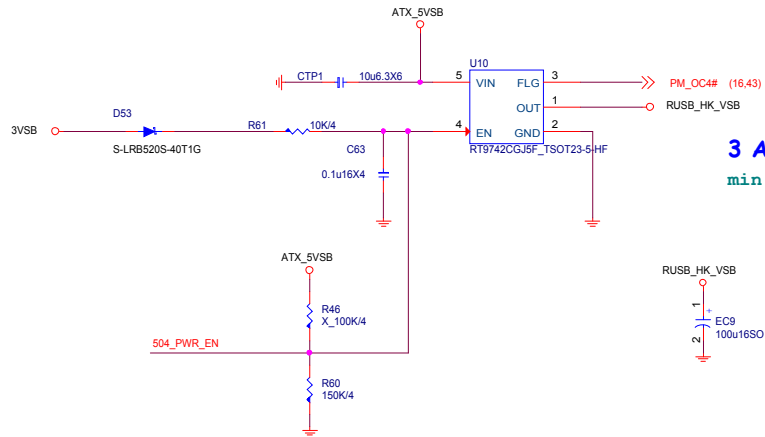 ATX_5VSB
U10
CTP1 10u6.3X6
5 VIN FLG 3
PM_OC4# (16,43)
OUT 1
RUSB_HK_VSB
D53
3VSB
R61 10K/4
4 EN GND 2
S-LRB520S-40T1G
C63
RT9742CGJ5F_TSOT23-5-HF
3 A
0.1u16X4
min
ATX_5VSB
RUSB_HK_VSB
R46
X_100K/4
1
+
EC9
100u16SO
2
504_PWR_EN
R60
150K/4